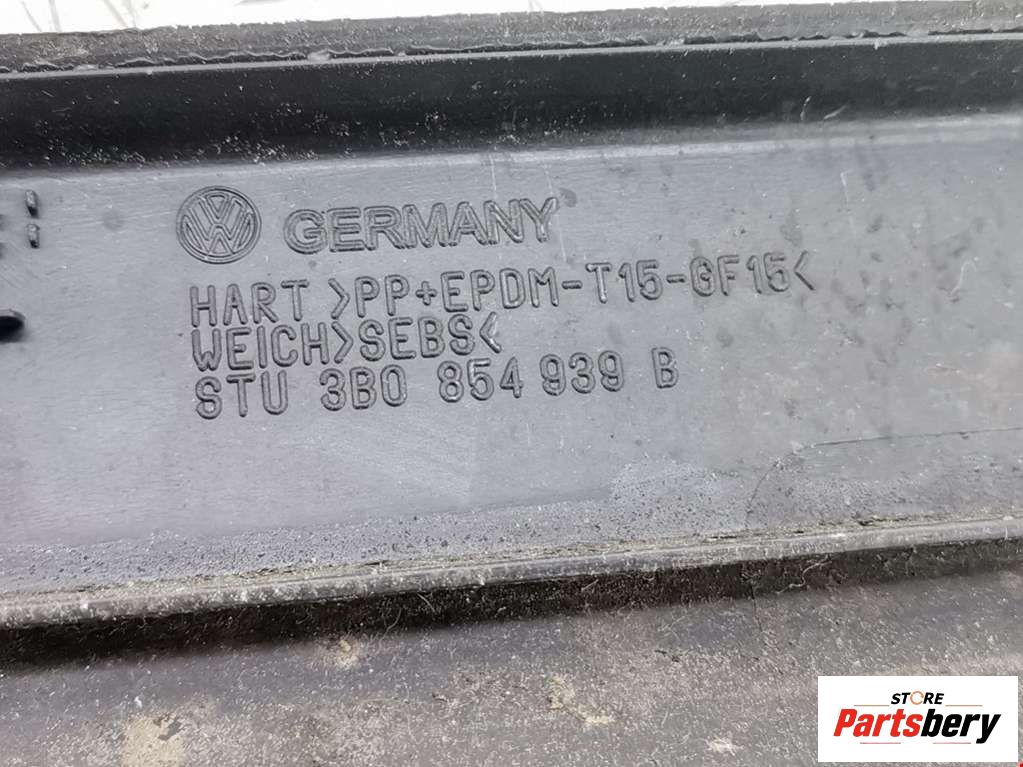 GERMANY
HART >PP+EPDM-T15-GF15<
WEICH>SEBS<
STU 3B0 854 939 B
STORE
Partsbery